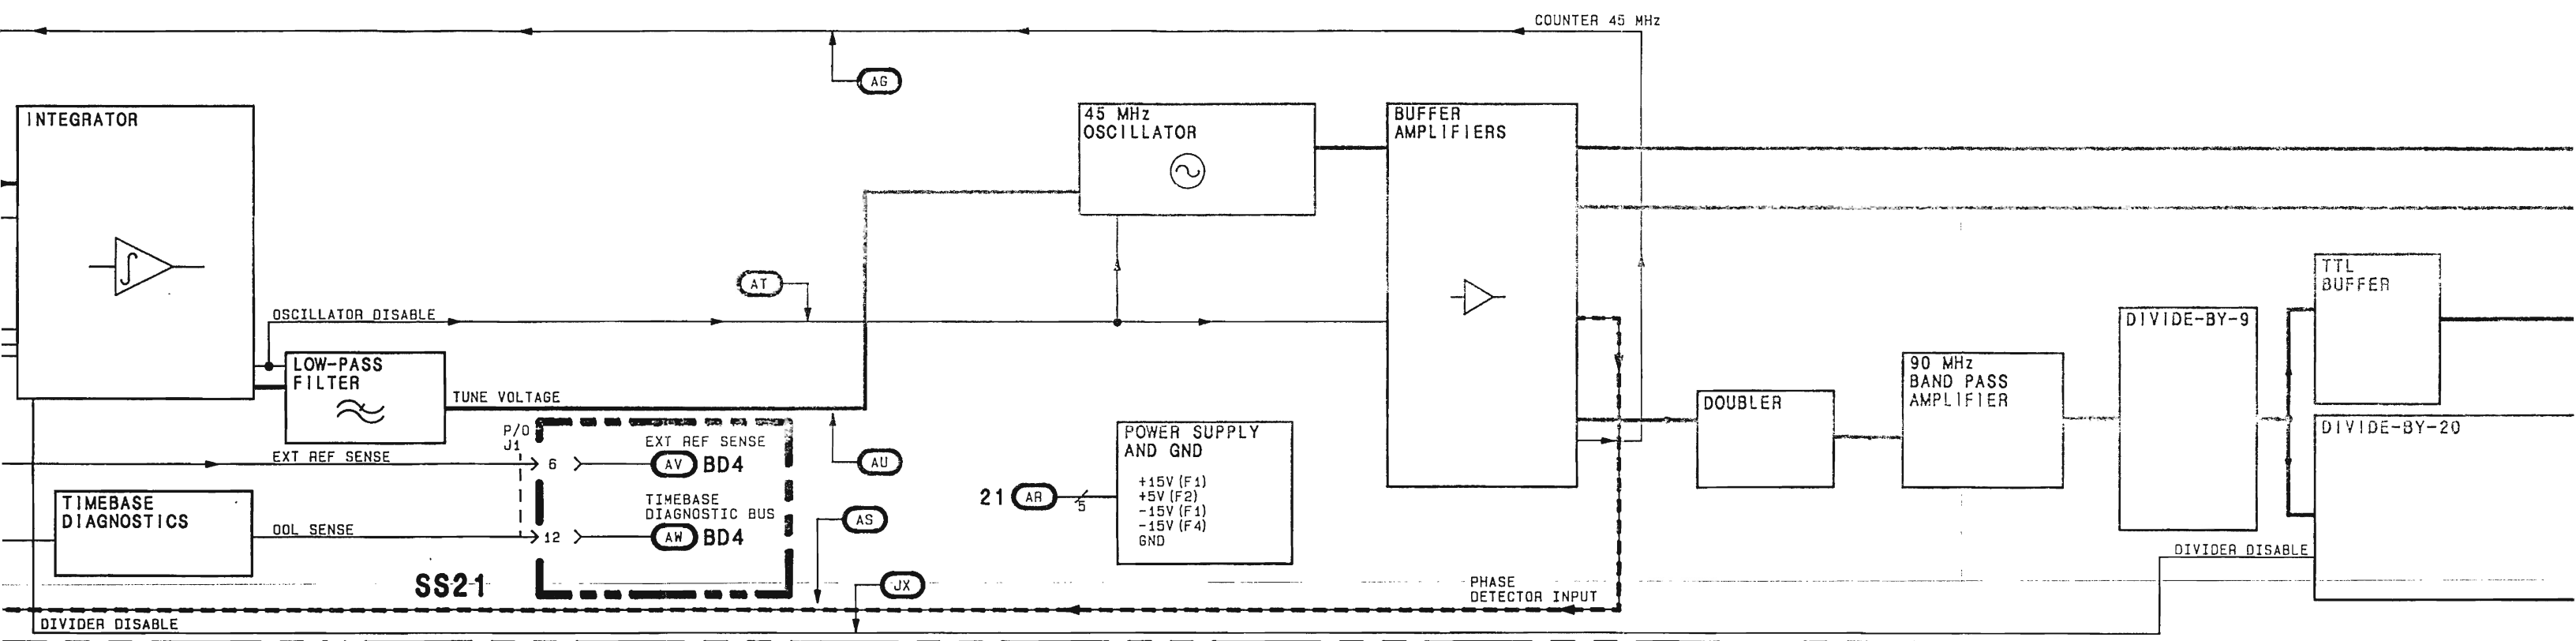 COUNTER 45 MHz
AG
INTEGRATOR
45 MHz
OSCILLATOR
BUFFER
AMPLIFIERS
AT
OSCILLATOR DISABLE
LOW-PASS
FILTER
TUNE VOLTAGE
TTL
BUFFER
DIVIDE-BY-9
90 MHz
BAND PASS
AMPLIFIER
DOUBLER
DIVIDE-BY-20
P/O
J1
EXT REF SENSE
EXT REF SENSE
6
AV BD4
AU
POWER SUPPLY
AND GND
+15V (F1)
+5V (F2)
-15V (F1)
-15V (F4)
GND
21 AR
5
TIMEBASE
DIAGNOSTICS
OOL SENSE
TIMEBASE
DIAGNOSTIC BUS
12
AW BD4
AS
DIVIDER DISABLE
SS21
JX
PHASE
DETECTOR INPUT
DIVIDER DISABLE